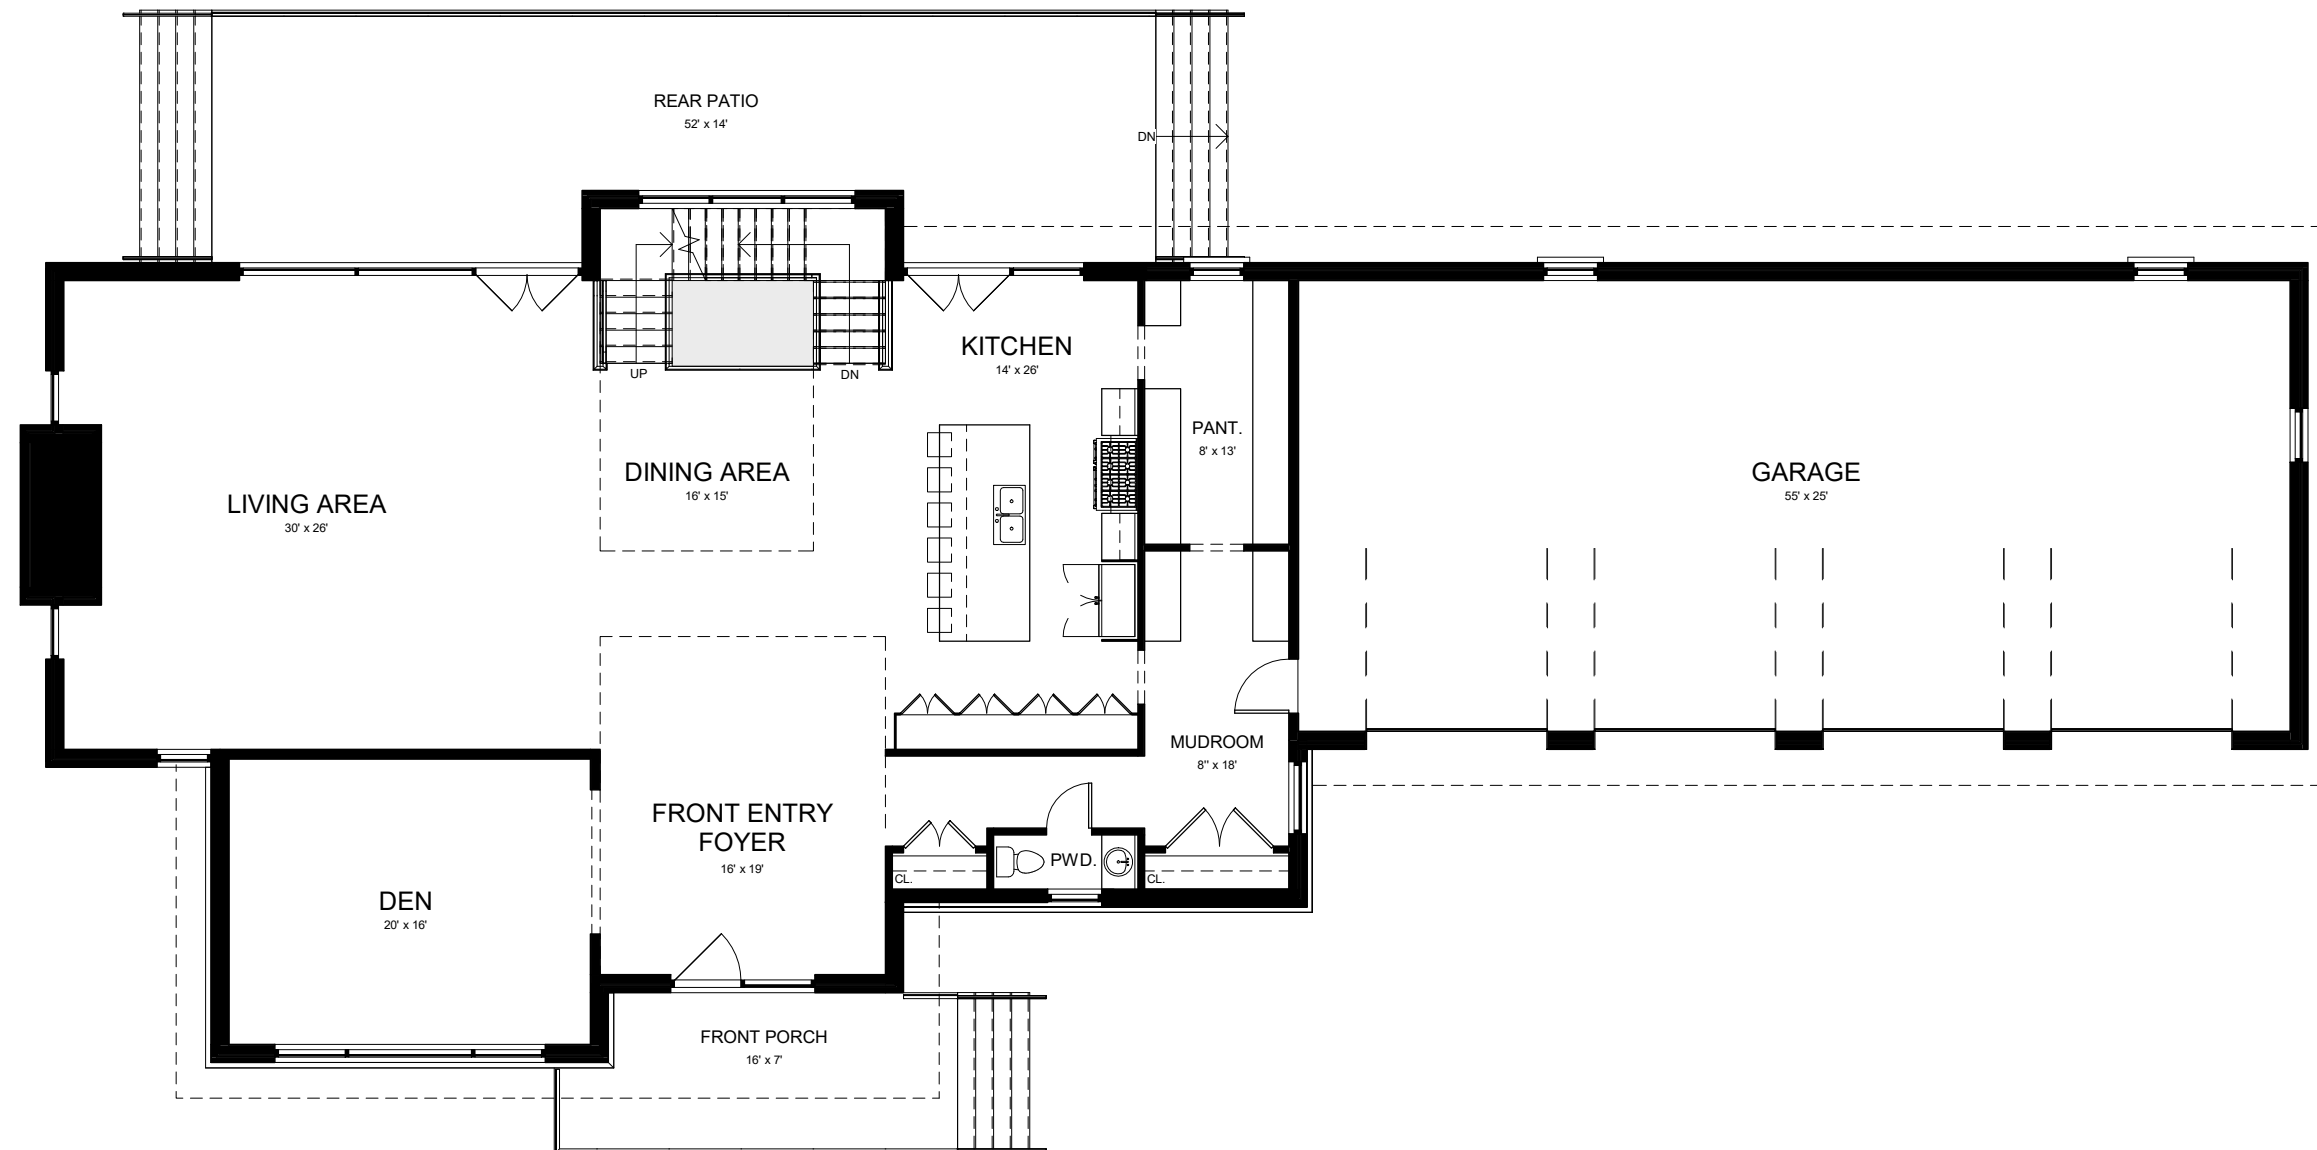 REAR PATIO
52' x 14'
DN
UP
DN
KITCHEN
14' x 26'
PANT.
8' x 13'
DINING AREA
16' x 15'
LIVING AREA
30' x 26'
GARAGE
55' x 25'
MUDROOM
8" x 18'
FRONT ENTRY
FOYER
16' x 19'
PWD.
CL.
CL.
DEN
20' x 16'
FRONT PORCH
16' x 7'